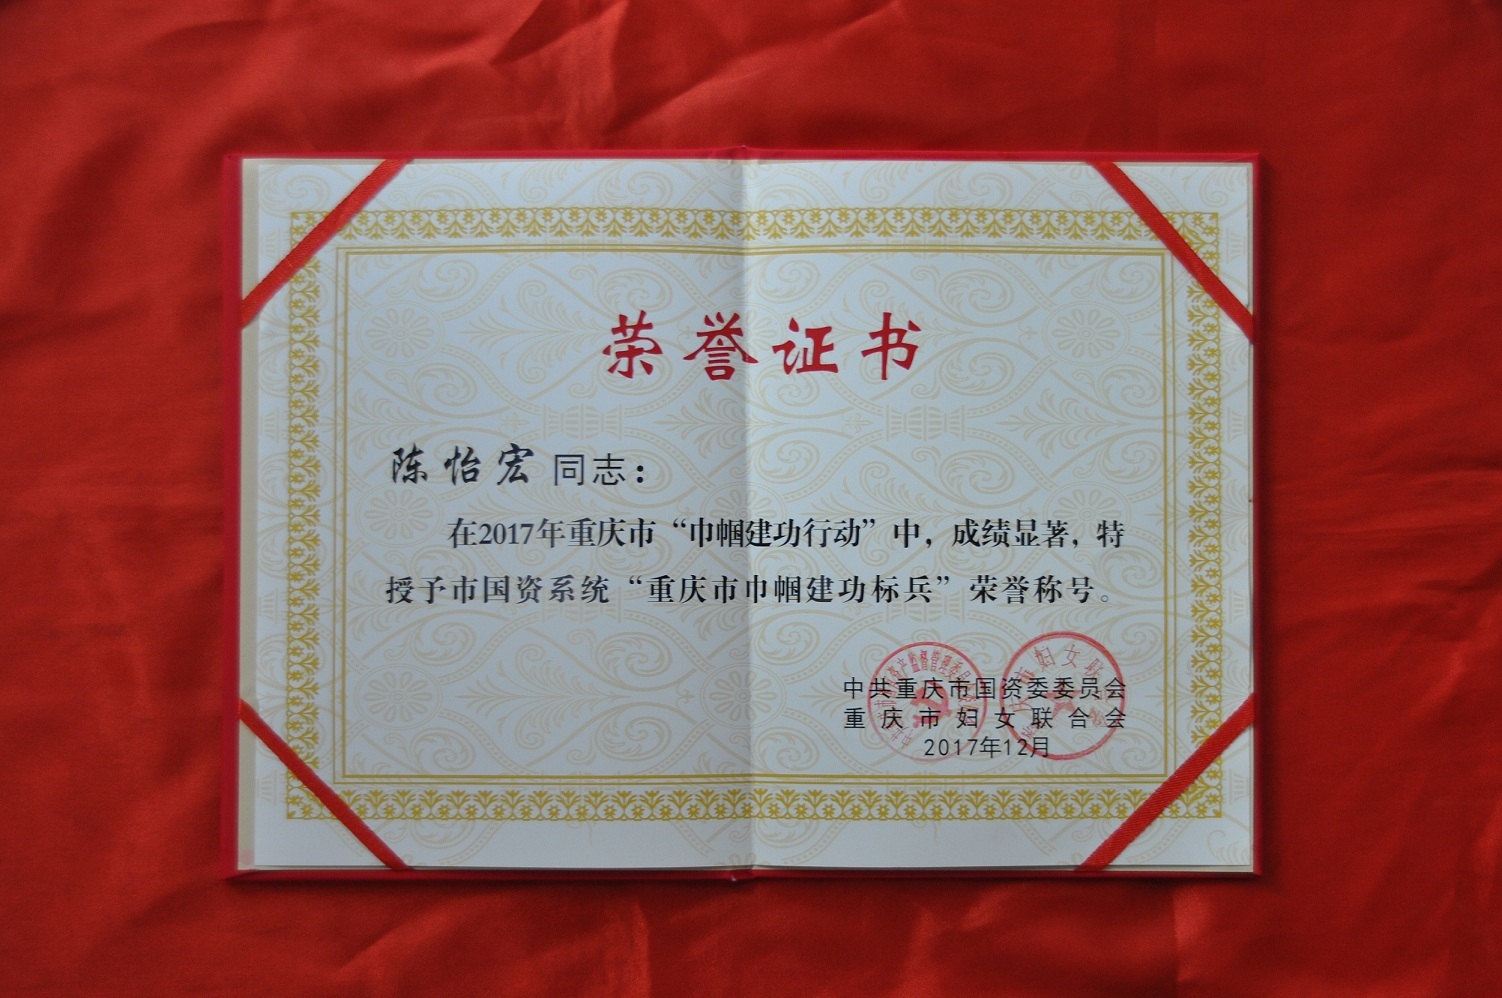 荣誉证书
陈怡宏同志：
在2017年重庆市“巾帼建功行动”中，成绩显著，特
授予市国资系统“重庆市巾帼建功标兵”荣誉称号。
中共重庆市国资委委员会
重庆市妇女联合会
2017年12月